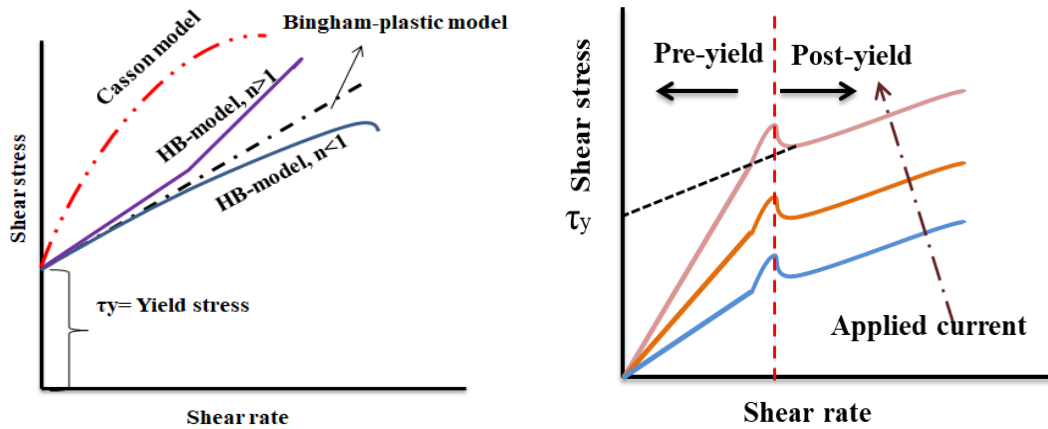 Bingham-plastic model
Casson model
HB-model, n>1
HB-model, n<1
Shear stress
τy= Yield stress
Shear rate
Pre-yield
Post-yield
Shear stress
τy
Applied current
Shear rate